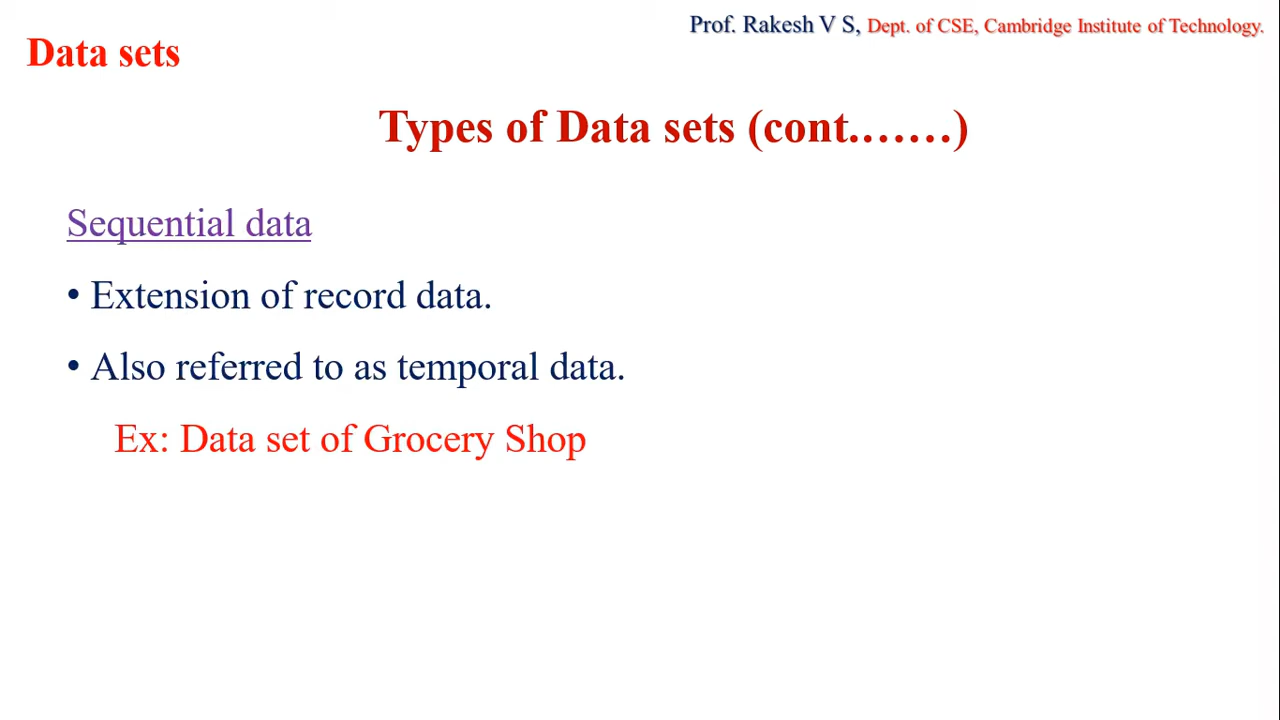 Prof. Rakesh V S, Dept. of CSE, Cambridge Institute of Technology.
Data sets
Types of Data sets (cont.……)
Sequential data
• Extension of record data.
• Also referred to as temporal data.
Ex: Data set of Grocery Shop